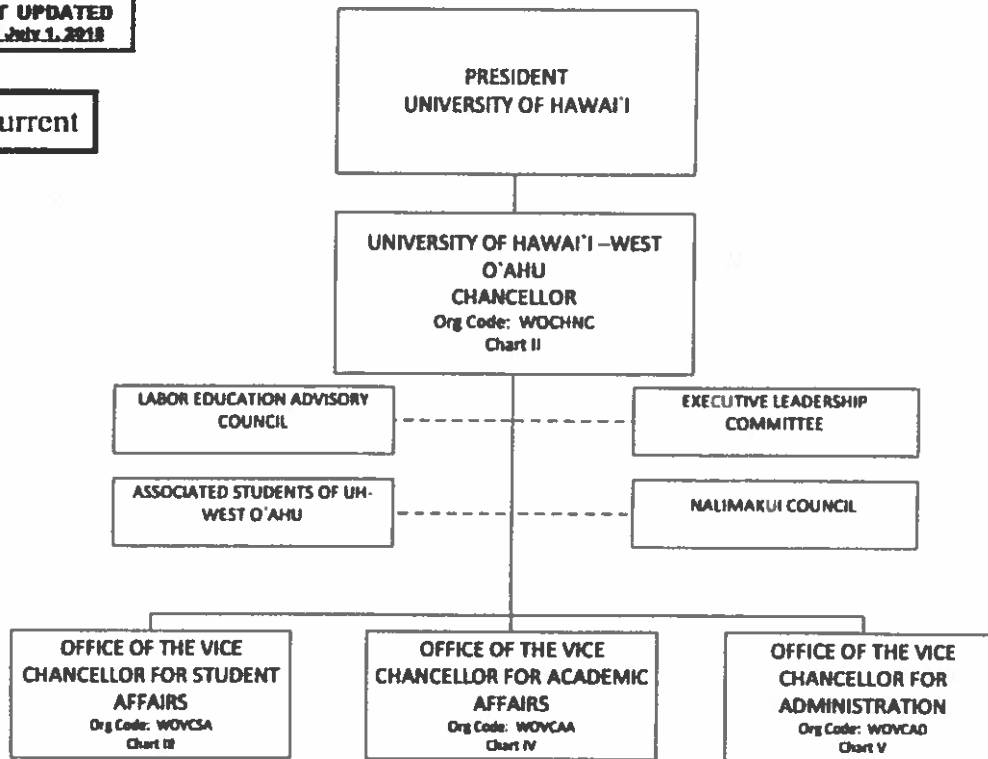 T UPDATED
July 1, 2018
urrent
PRESIDENT
UNIVERSITY OF HAWAI`I
UNIVERSITY OF HAWAI`I –WEST
O`AHU
CHANCELLOR
Org Code: WOCHNC
Chart II
LABOR EDUCATION ADVISORY
COUNCIL
EXECUTIVE LEADERSHIP
COMMITTEE
ASSOCIATED STUDENTS OF UH-
WEST O`AHU
NALIMAKUI COUNCIL
OFFICE OF THE VICE
CHANCELLOR FOR STUDENT
AFFAIRS
Org Code: WOVCSA
Chart III
OFFICE OF THE VICE
CHANCELLOR FOR ACADEMIC
AFFAIRS
Org Code: WOVCAA
Chart IV
OFFICE OF THE VICE
CHANCELLOR FOR
ADMINISTRATION
Org Code: WOVCAD
Chart V